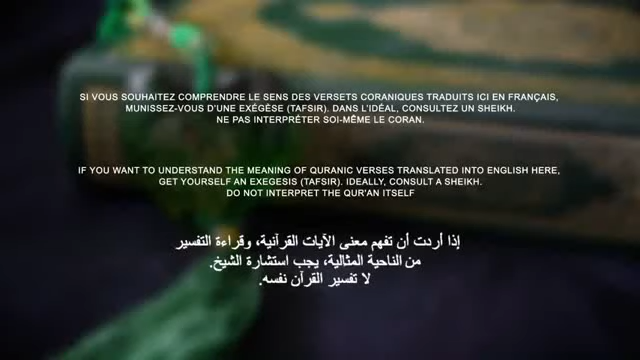 SI VOUS SOUHAITEZ COMPRENDRE LE SENS DES VERSETS CORANIQUES TRADUITS ICI EN FRANÇAIS,
MUNISSEZ-VOUS D'UNE EXÉGÈSE (TAFSIR). DANS L'IDÉAL, CONSULTEZ UN SHEIKH.
NE PAS INTERPRÉTER SOI-MÊME LE CORAN.
IF YOU WANT TO UNDERSTAND THE MEANING OF QURANIC VERSES TRANSLATED INTO ENGLISH HERE,
GET YOURSELF AN EXEGESIS (TAFSIR). IDEALLY, CONSULT A SHEIKH.
DO NOT INTERPRET THE QUR'AN ITSELF
إذا أردت أن تفهم معنى الآيات القرآنية، وقراءة التفسير
من الناحية المثالية، يجب استشارة الشيخ.
لا تفسير القرآن نفسه.